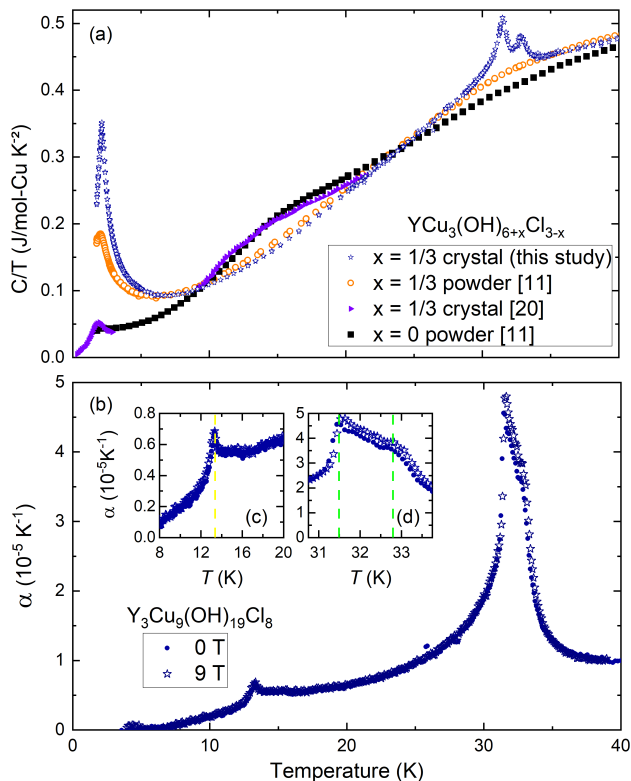 (a)
0.5
0.4
0.3
0.2
0.1
0.0
C/T (J/mol-Cu K⁻²)
YCu₃(OH)₆₊ₓCl₃₋ₓ
x = 1/3 crystal (this study)
x = 1/3 powder [11]
x = 1/3 crystal [20]
x = 0 powder [11]
(b)
5
4
3
2
1
0
α (10⁻⁵ K⁻¹)
0.8
0.6
0.4
0.2
0.0
α (10⁻⁵K⁻¹)
(c)
8 12 16 20
T (K)
5
4
3
2
1
0
(d)
31 32 33
T (K)
Y₃Cu₉(OH)₁₉Cl₈
0 T
9 T
0 10 20 30 40
Temperature (K)